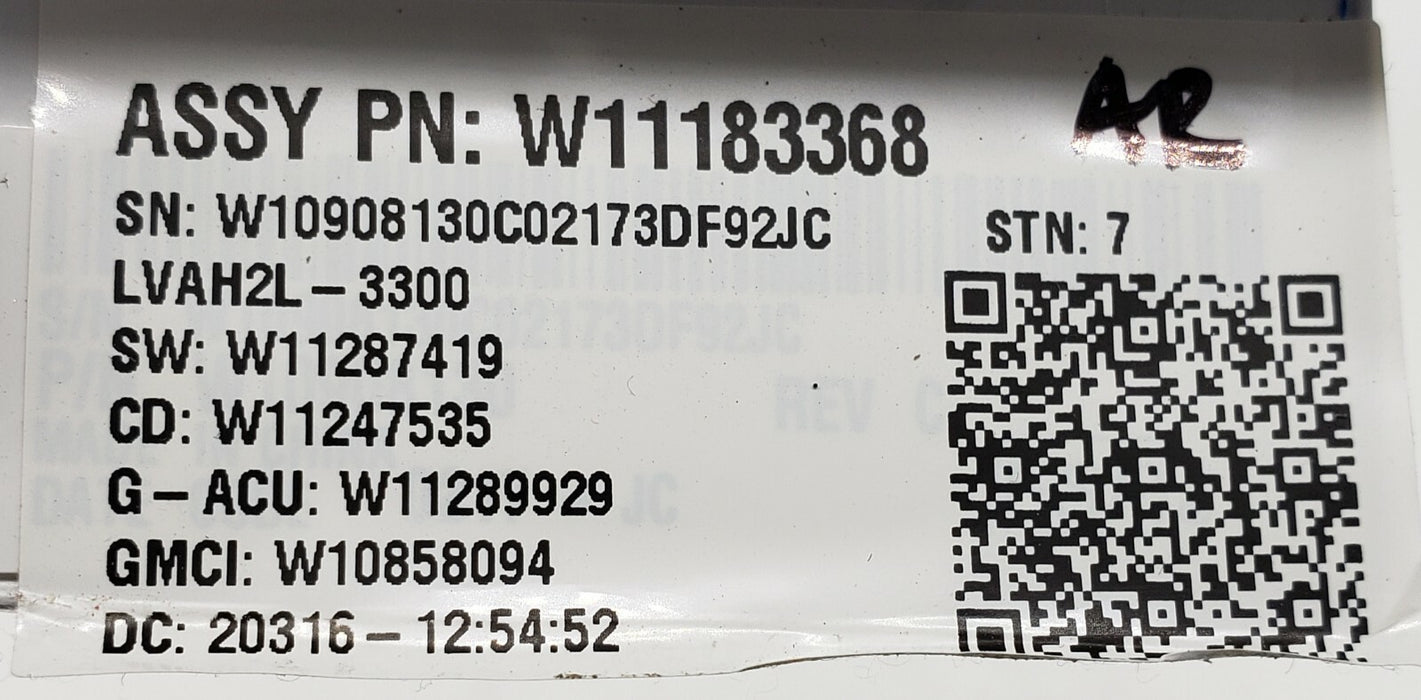 ASSY PN: W11183368
AR
SN: W10908130C02173DF92JC
STN: 7
LVAH2L – 3300
SW: W11287419
CD: W11247535
G – ACU: W11289929
GMCI: W10858094
DC: 20316 – 12:54:52
REV C